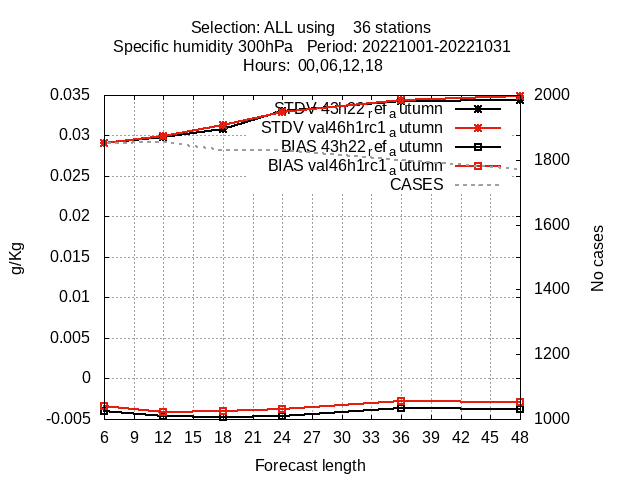 Selection: ALL using    36 stations
Specific humidity 300hPa   Period: 20221001-20221031
Hours:  00,06,12,18
0.035
0.03
0.025
0.02
0.015
0.01
0.005
0
-0.005
g/Kg
STDV 43h22_ref_autumn
STDV val46h1rc1_autumn
BIAS 43h22_ref_autumn
BIAS val46h1rc1_autumn
CASES
2000
1800
1600
1400
1200
1000
No cases
6 9 12 15 18 21 24 27 30 33 36 39 42 45 48
Forecast length